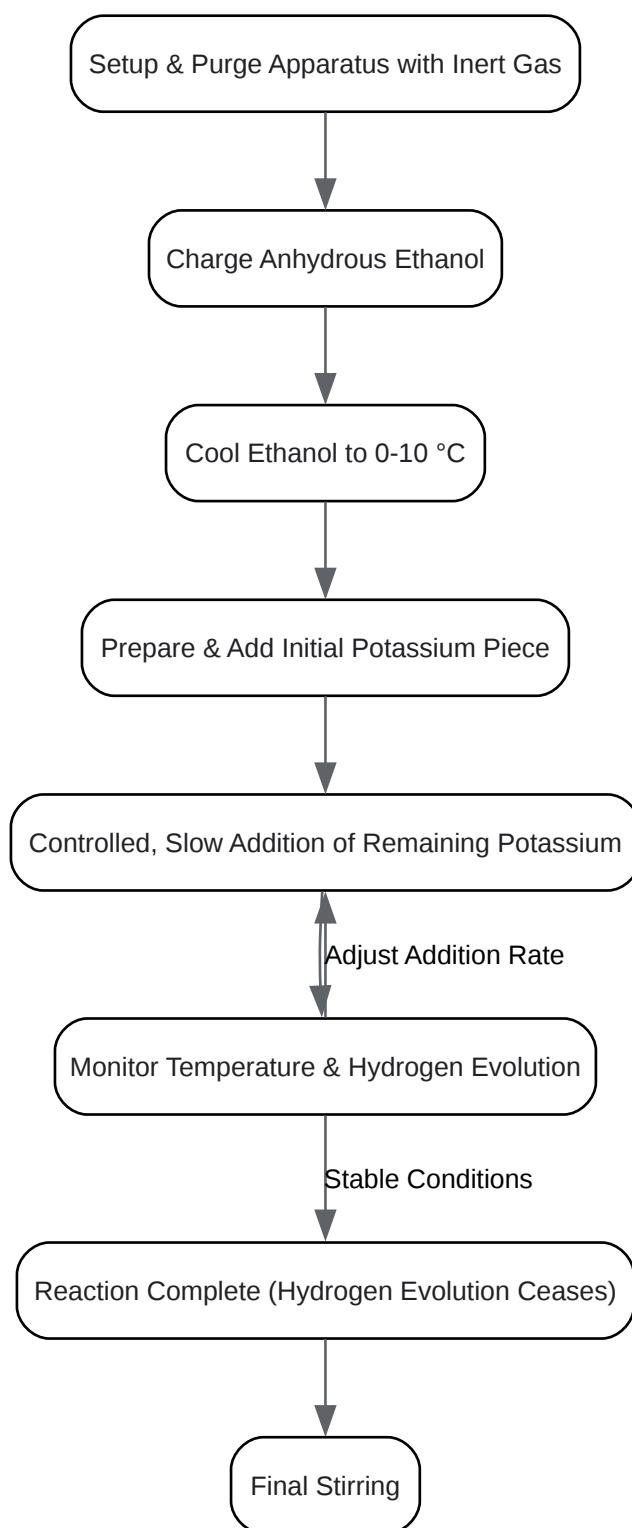 Setup & Purge Apparatus with Inert Gas
Charge Anhydrous Ethanol
Cool Ethanol to 0-10 °C
Prepare & Add Initial Potassium Piece
Controlled, Slow Addition of Remaining Potassium
Adjust Addition Rate
Monitor Temperature & Hydrogen Evolution
Stable Conditions
Reaction Complete (Hydrogen Evolution Ceases)
Final Stirring